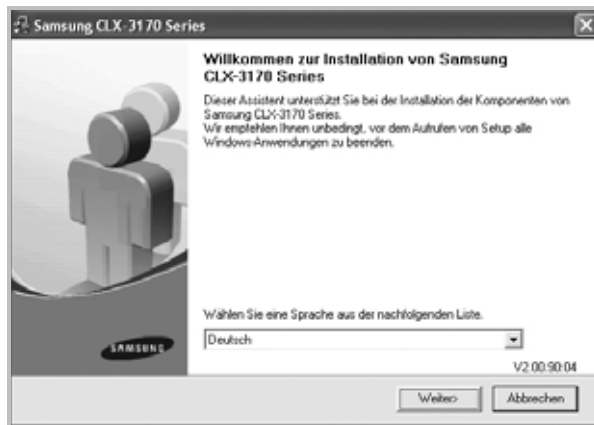 Samsung CLX-3170 Series
Willkommen zur Installation von Samsung
CLX-3170 Series
Dieser Assistent unterstützt Sie bei der Installation der Komponenten von
Samsung CLX-3170 Series.
Wir empfehlen Ihnen unbedingt, vor dem Aufrufen von Setup alle
Windows-Anwendungen zu beenden.
Wählen Sie eine Sprache aus der nachfolgenden Liste.
Deutsch
SAMSUNG
V2.00.90:04
Weiter>
Abbrechen